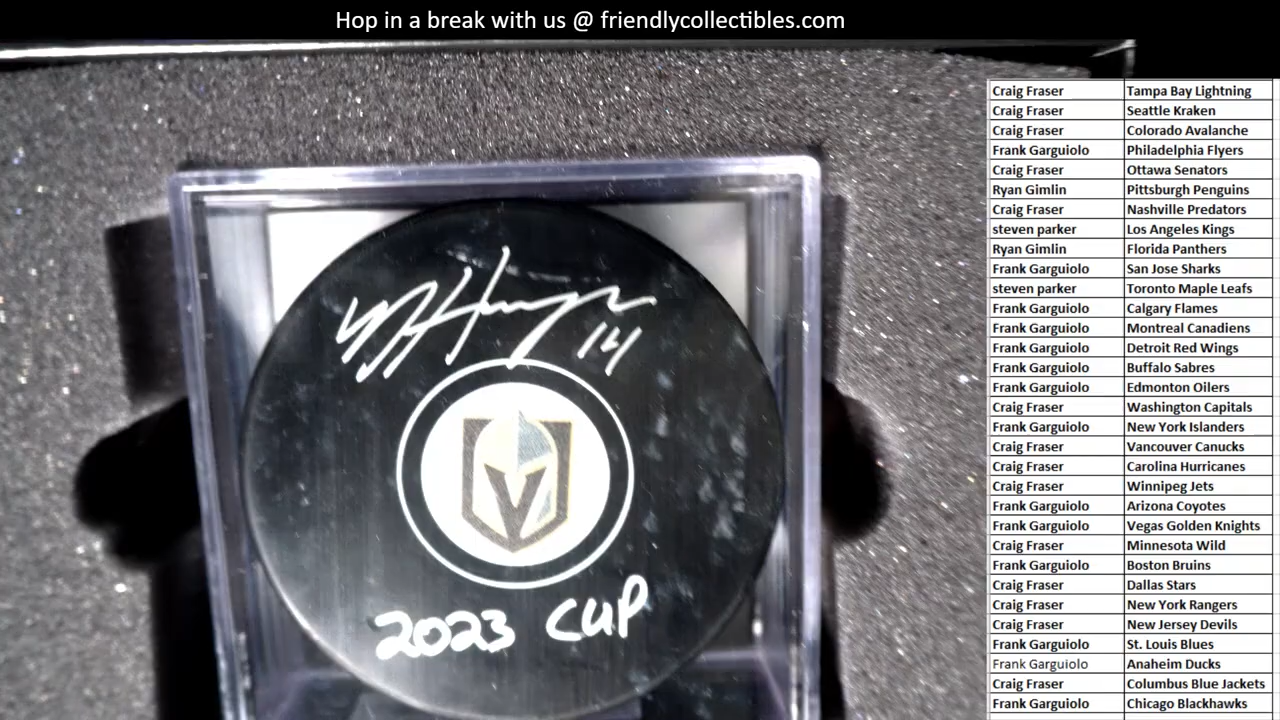 Hop in a break with us @ friendlycollectibles.com
Craig Fraser Tampa Bay Lightning
Craig Fraser Seattle Kraken
Craig Fraser Colorado Avalanche
Frank Garguiolo Philadelphia Flyers
Craig Fraser Ottawa Senators
Ryan Gimlin Pittsburgh Penguins
Craig Fraser Nashville Predators
steven parker Los Angeles Kings
Ryan Gimlin Florida Panthers
Frank Garguiolo San Jose Sharks
steven parker Toronto Maple Leafs
Frank Garguiolo Calgary Flames
Frank Garguiolo Montreal Canadiens
Frank Garguiolo Detroit Red Wings
Frank Garguiolo Buffalo Sabres
Frank Garguiolo Edmonton Oilers
Craig Fraser Washington Capitals
Frank Garguiolo New York Islanders
Craig Fraser Vancouver Canucks
Craig Fraser Carolina Hurricanes
Craig Fraser Winnipeg Jets
Frank Garguiolo Arizona Coyotes
Frank Garguiolo Vegas Golden Knights
Craig Fraser Minnesota Wild
Frank Garguiolo Boston Bruins
Craig Fraser Dallas Stars
Craig Fraser New York Rangers
Craig Fraser New Jersey Devils
Frank Garguiolo St. Louis Blues
Frank Garguiolo Anaheim Ducks
Craig Fraser Columbus Blue Jackets
Frank Garguiolo Chicago Blackhawks
14
2023 CUP